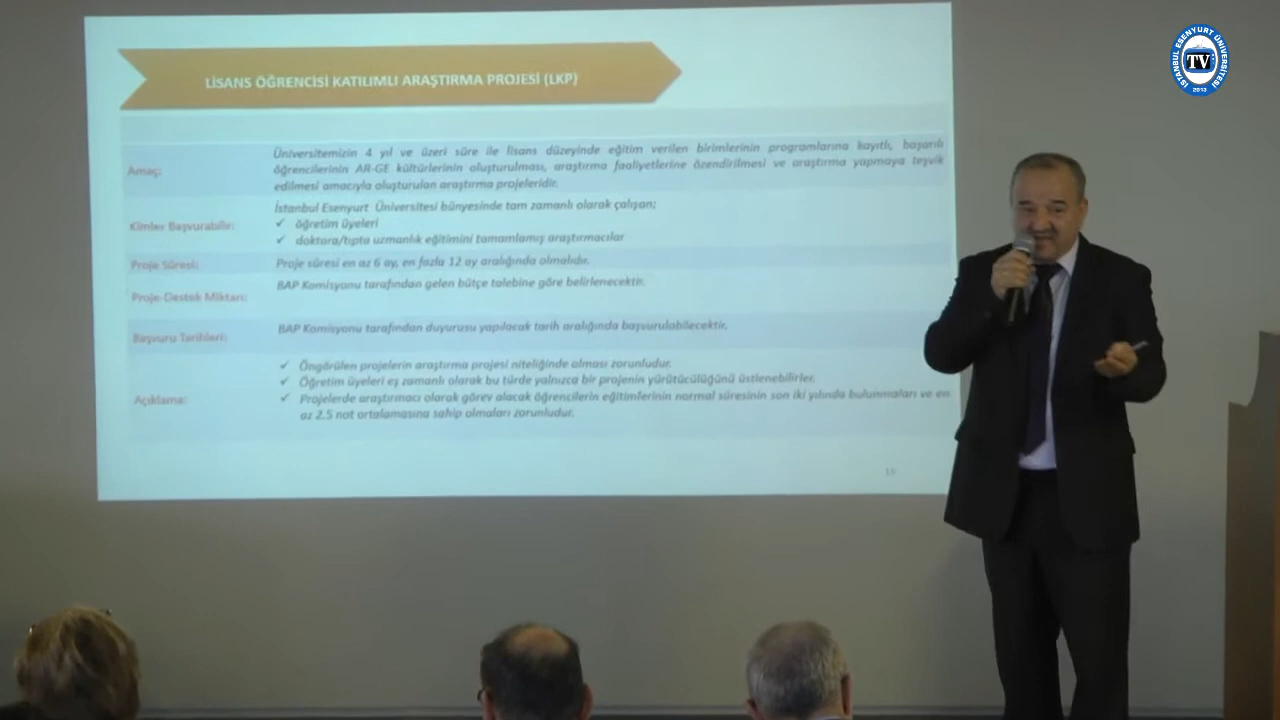 İSTANBUL ESENYURT ÜNİVERSİTESİ
TV
2013
LİSANS ÖĞRENCİSİ KATILIMLI ARAŞTIRMA PROJESİ (LKP)
Amaç:
Üniversitemizin 4 yıl ve üzeri süre ile lisans düzeyinde eğitim verilen birimlerinin programlarına kayıtlı, başarılı
öğrencilerinin AR-GE kültürlerinin oluşturulması, araştırma faaliyetlerine özendirilmesi ve araştırma yapmaya teşvik
edilmesi amacıyla oluşturulan araştırma projeleridir.
Kimler Başvurabilir:
İstanbul Esenyurt Üniversitesi bünyesinde tam zamanlı olarak çalışan;
✓ öğretim üyeleri
✓ doktora/tıpta uzmanlık eğitimini tamamlamış araştırmacılar
Proje Süresi:
Proje süresi en az 6 ay, en fazla 12 ay aralığında olmalıdır.
Proje Destek Miktarı:
BAP Komisyonu tarafından gelen bütçe talebine göre belirlenecektir.
Başvuru Tarihleri:
BAP Komisyonu tarafından duyurusu yapılacak tarih aralığında başvurulabilecektir.
Açıklama:
✓ Öngörülen projelerin araştırma projesi niteliğinde olması zorunludur.
✓ Öğretim üyeleri eş zamanlı olarak bu türde yalnızca bir projenin yürütücülüğünü üstlenebilirler.
✓ Projelerde araştırmacı olarak görev alacak öğrencilerin eğitimlerinin normal süresinin son iki yılında bulunmaları ve en
az 2.5 not ortalamasına sahip olmaları zorunludur.